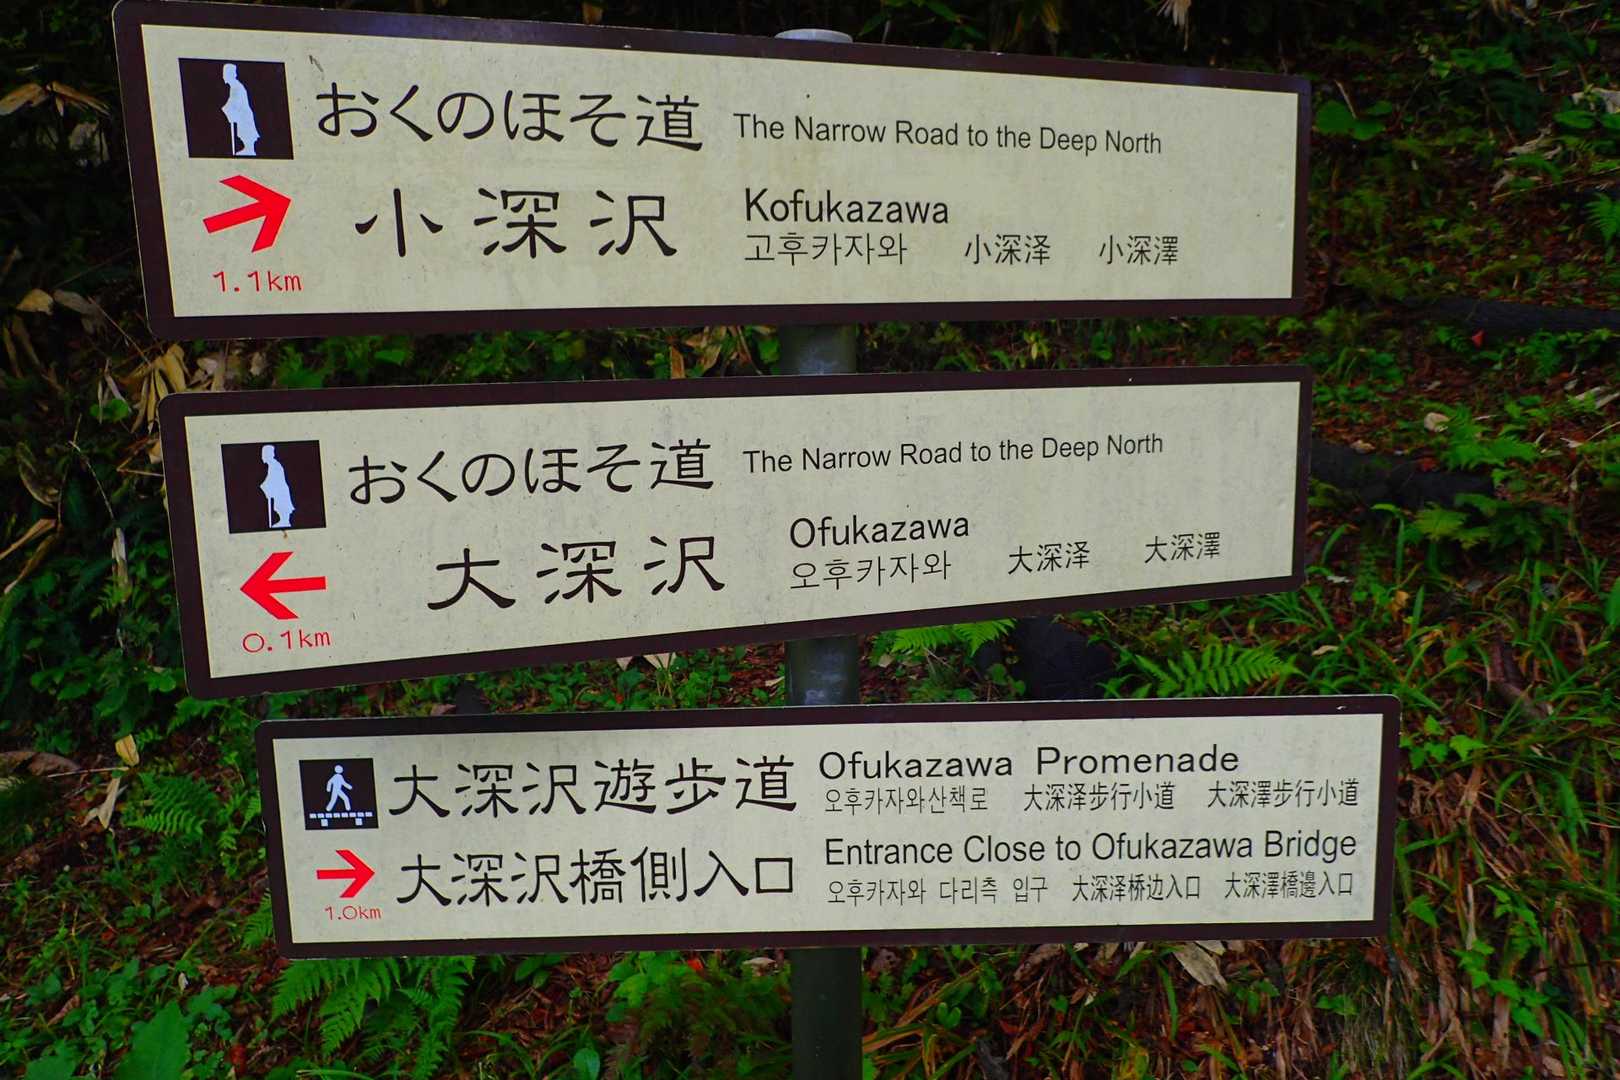 おくのほそ道 The Narrow Road to the Deep North
小深沢 Kofukazawa
고후카자와 小深泽 小深澤
1.1km
おくのほそ道 The Narrow Road to the Deep North
大深沢 Ofukazawa
오후카자와 大深泽 大深澤
0.1km
大深沢遊歩道 Ofukazawa Promenade
오후카자와산책로 大深泽步行小道 大深澤步行小道
大深沢橋側入口 Entrance Close to Ofukazawa Bridge
오후카자와 다리측 입구 大深泽桥边入口 大深澤橋邊入口
1.0km